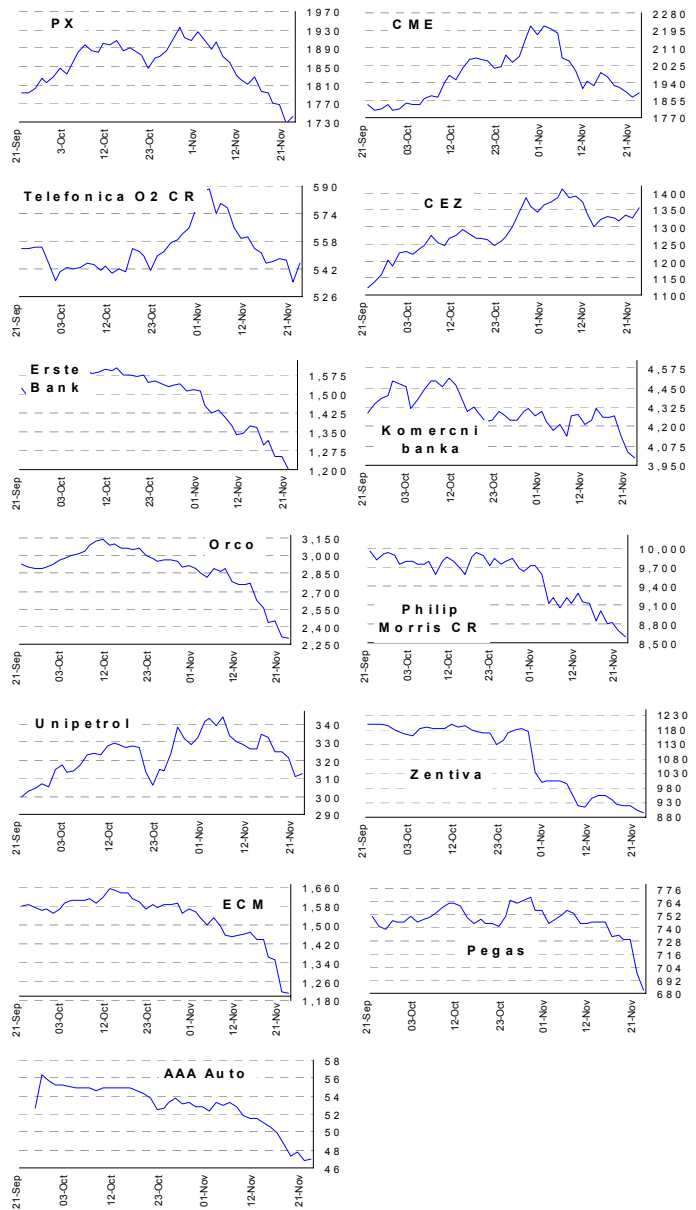 PX
1970
1930
1890
1850
1810
1770
1730
21-Sep
3-Oct
12-Oct
23-Oct
1-Nov
12-Nov
21-Nov
CME
2280
2195
2110
2025
1940
1855
1770
21-Sep
03-Oct
12-Oct
23-Oct
01-Nov
12-Nov
21-Nov
Telefonica O2 CR
590
574
558
542
526
21-Sep
03-Oct
12-Oct
23-Oct
01-Nov
12-Nov
21-Nov
CEZ
1400
1350
1300
1250
1200
1150
1100
21-Sep
03-Oct
12-Oct
23-Oct
01-Nov
12-Nov
21-Nov
Erste
Bank
1,575
1,500
1,425
1,350
1,275
1,200
21-Sep
03-Oct
12-Oct
23-Oct
01-Nov
12-Nov
21-Nov
Komercni
banka
4,575
4,450
4,325
4,200
4,075
3,950
21-Sep
03-Oct
12-Oct
23-Oct
01-Nov
12-Nov
21-Nov
Orco
3,150
3,000
2,850
2,700
2,550
2,400
2,250
21-Sep
03-Oct
12-Oct
23-Oct
01-Nov
12-Nov
21-Nov
Philip
Morris CR
10,000
9,700
9,400
9,100
8,800
8,500
21-Sep
03-Oct
12-Oct
23-Oct
01-Nov
12-Nov
21-Nov
Unipetrol
340
330
320
310
300
290
21-Sep
03-Oct
12-Oct
23-Oct
01-Nov
12-Nov
21-Nov
Zentiva
1230
1180
1130
1080
1030
980
930
880
21-Sep
03-Oct
12-Oct
23-Oct
01-Nov
12-Nov
21-Nov
ECM
1,660
1,580
1,500
1,420
1,340
1,260
1,180
21-Sep
03-Oct
12-Oct
23-Oct
01-Nov
12-Nov
21-Nov
Pegas
776
764
752
740
728
716
704
692
680
21-Sep
03-Oct
12-Oct
23-Oct
01-Nov
12-Nov
21-Nov
AAA Auto
58
56
54
52
50
48
46
21-Sep
03-Oct
12-Oct
23-Oct
01-Nov
12-Nov
21-Nov